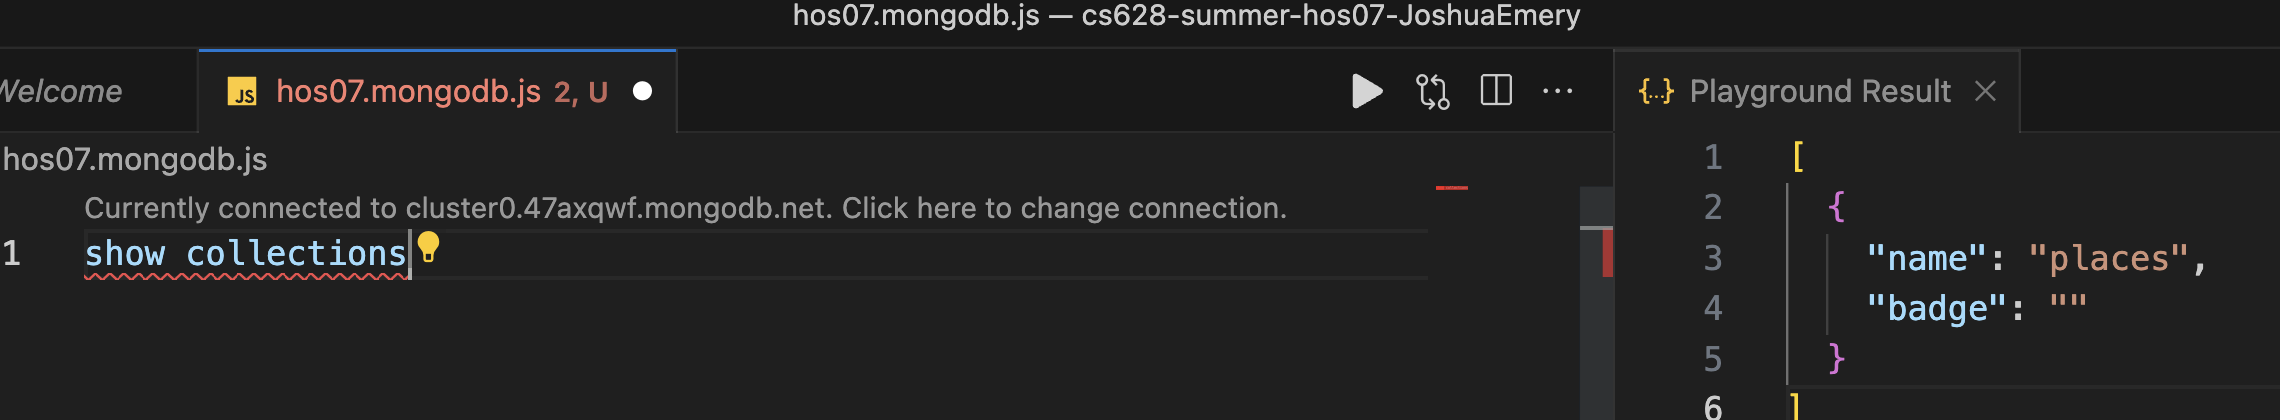 hos07.mongodb.js — cs628-summer-hos07-JoshuaEmery
Welcome
JS hos07.mongodb.js 2, U
{...} Playground Result
hos07.mongodb.js
Currently connected to cluster0.47axqwf.mongodb.net. Click here to change connection.
1 show collections
1 [
2 {
3 "name": "places",
4 "badge": ""
5 }
6 ]